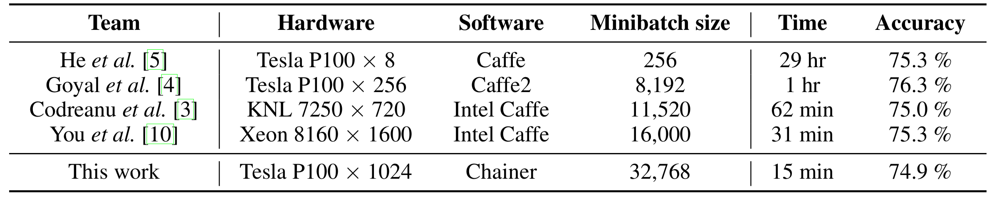 Team Hardware Software Minibatch size Time Accuracy
He et al. [5] Tesla P100 × 8 Caffe 256 29 hr 75.3 %
Goyal et al. [4] Tesla P100 × 256 Caffe2 8,192 1 hr 76.3 %
Codreanu et al. [3] KNL 7250 × 720 Intel Caffe 11,520 62 min 75.0 %
You et al. [10] Xeon 8160 × 1600 Intel Caffe 16,000 31 min 75.3 %
This work Tesla P100 × 1024 Chainer 32,768 15 min 74.9 %